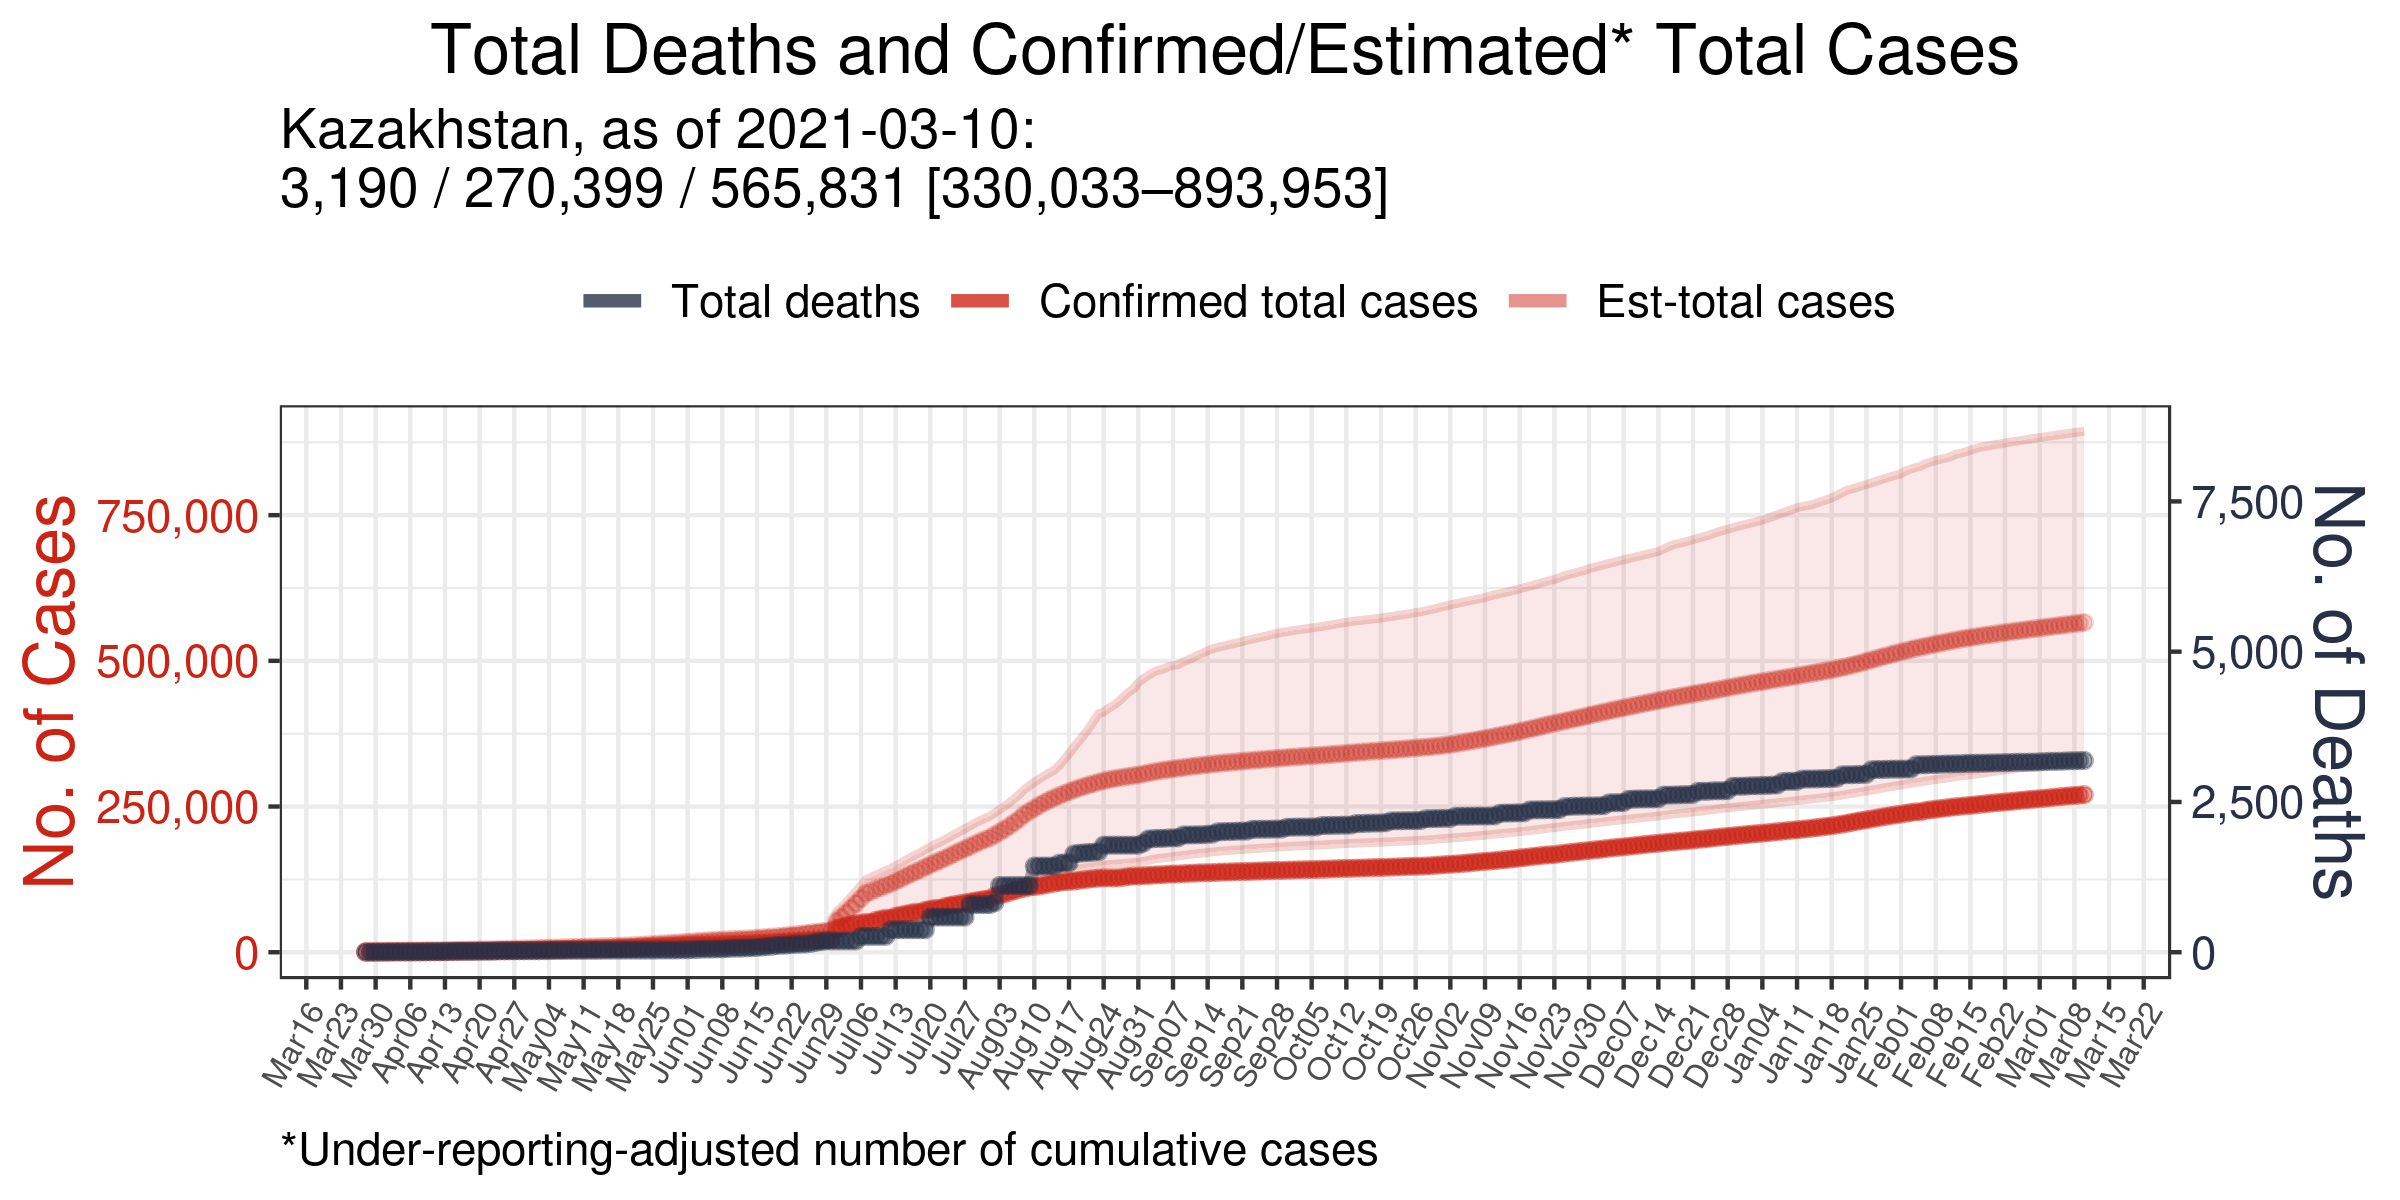 Total Deaths and Confirmed/Estimated* Total Cases
Kazakhstan, as of 2021-03-10:
3,190 / 270,399 / 565,831 [330,033–893,953]
Total deaths
Confirmed total cases
Est-total cases
No. of Cases
750,000
500,000
250,000
0
7,500
5,000
2,500
0
No. of Deaths
Mar16
Mar23
Mar30
Apr06
Apr13
Apr20
Apr27
May04
May11
May18
May25
Jun01
Jun08
Jun15
Jun22
Jun29
Jul06
Jul13
Jul20
Jul27
Aug03
Aug10
Aug17
Aug24
Aug31
Sep07
Sep14
Sep21
Sep28
Oct05
Oct12
Oct19
Oct26
Nov02
Nov09
Nov16
Nov23
Nov30
Dec07
Dec14
Dec21
Dec28
Jan04
Jan11
Jan18
Jan25
Feb01
Feb08
Feb15
Feb22
Mar01
Mar08
Mar15
Mar22
*Under-reporting-adjusted number of cumulative cases